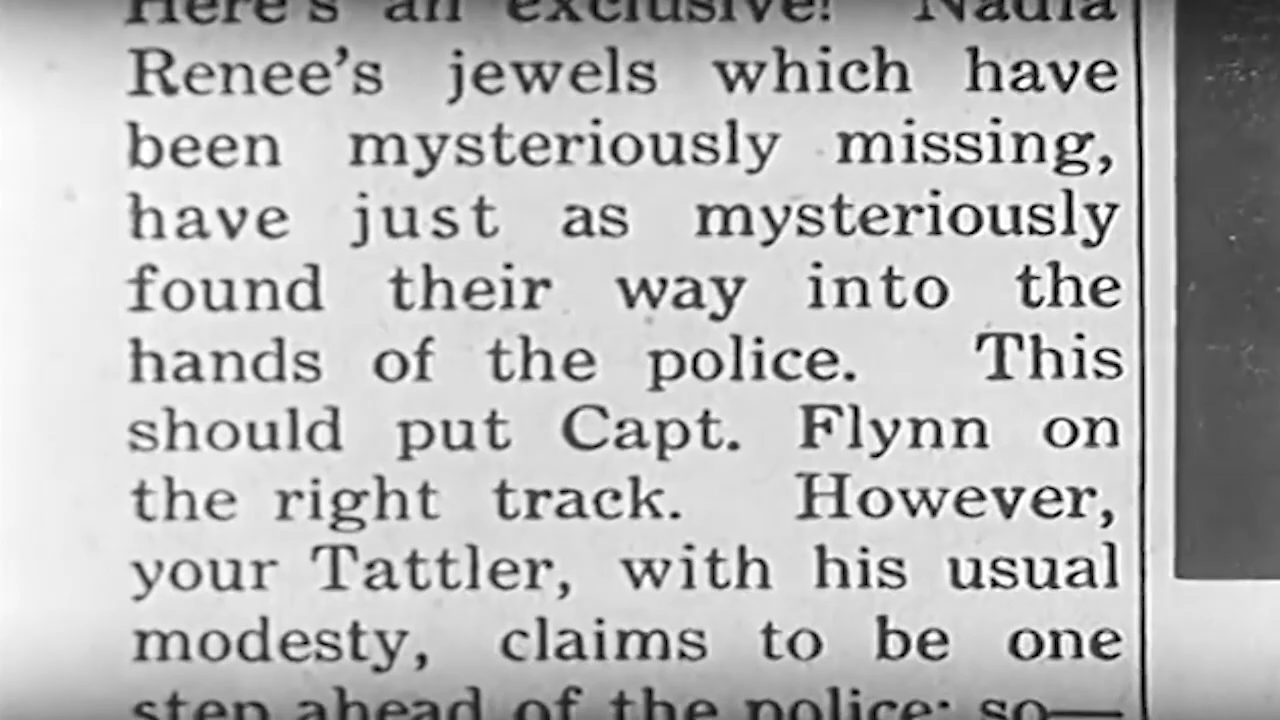 Here's an exclusive! Nadia
Renee's jewels which have
been mysteriously missing,
have just as mysteriously
found their way into the
hands of the police. This
should put Capt. Flynn on
the right track. However,
your Tattler, with his usual
modesty, claims to be one
step ahead of the police; so—